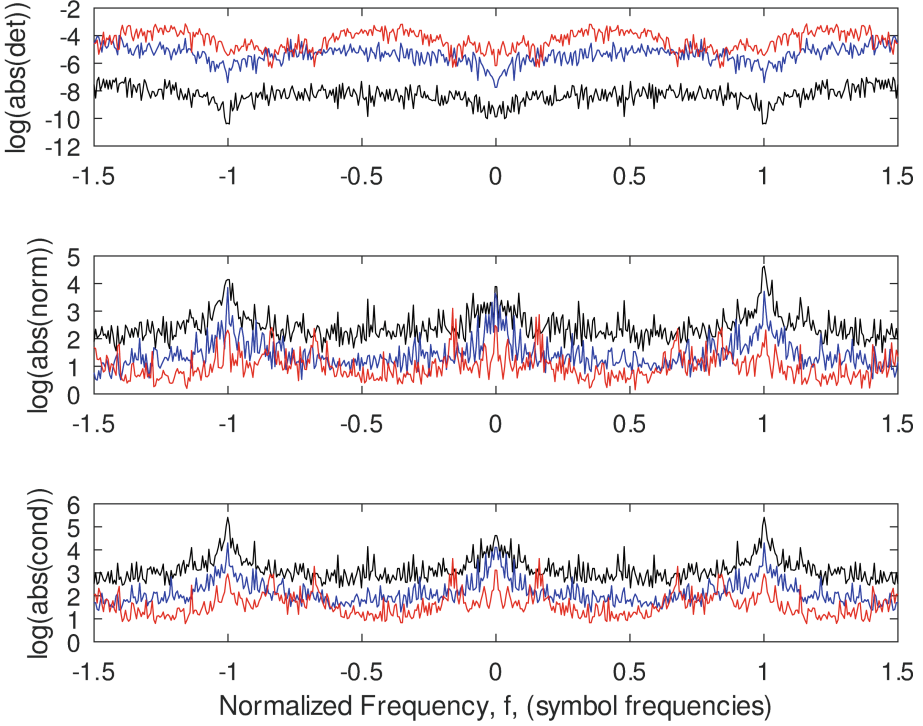 log(abs(det))
-2
-4
-6
-8
-10
-12
-1.5 -1 -0.5 0 0.5 1 1.5
log(abs(norm))
5
4
3
2
1
0
-1.5 -1 -0.5 0 0.5 1 1.5
log(abs(cond))
6
5
4
3
2
1
0
-1.5 -1 -0.5 0 0.5 1 1.5
Normalized Frequency, f, (symbol frequencies)